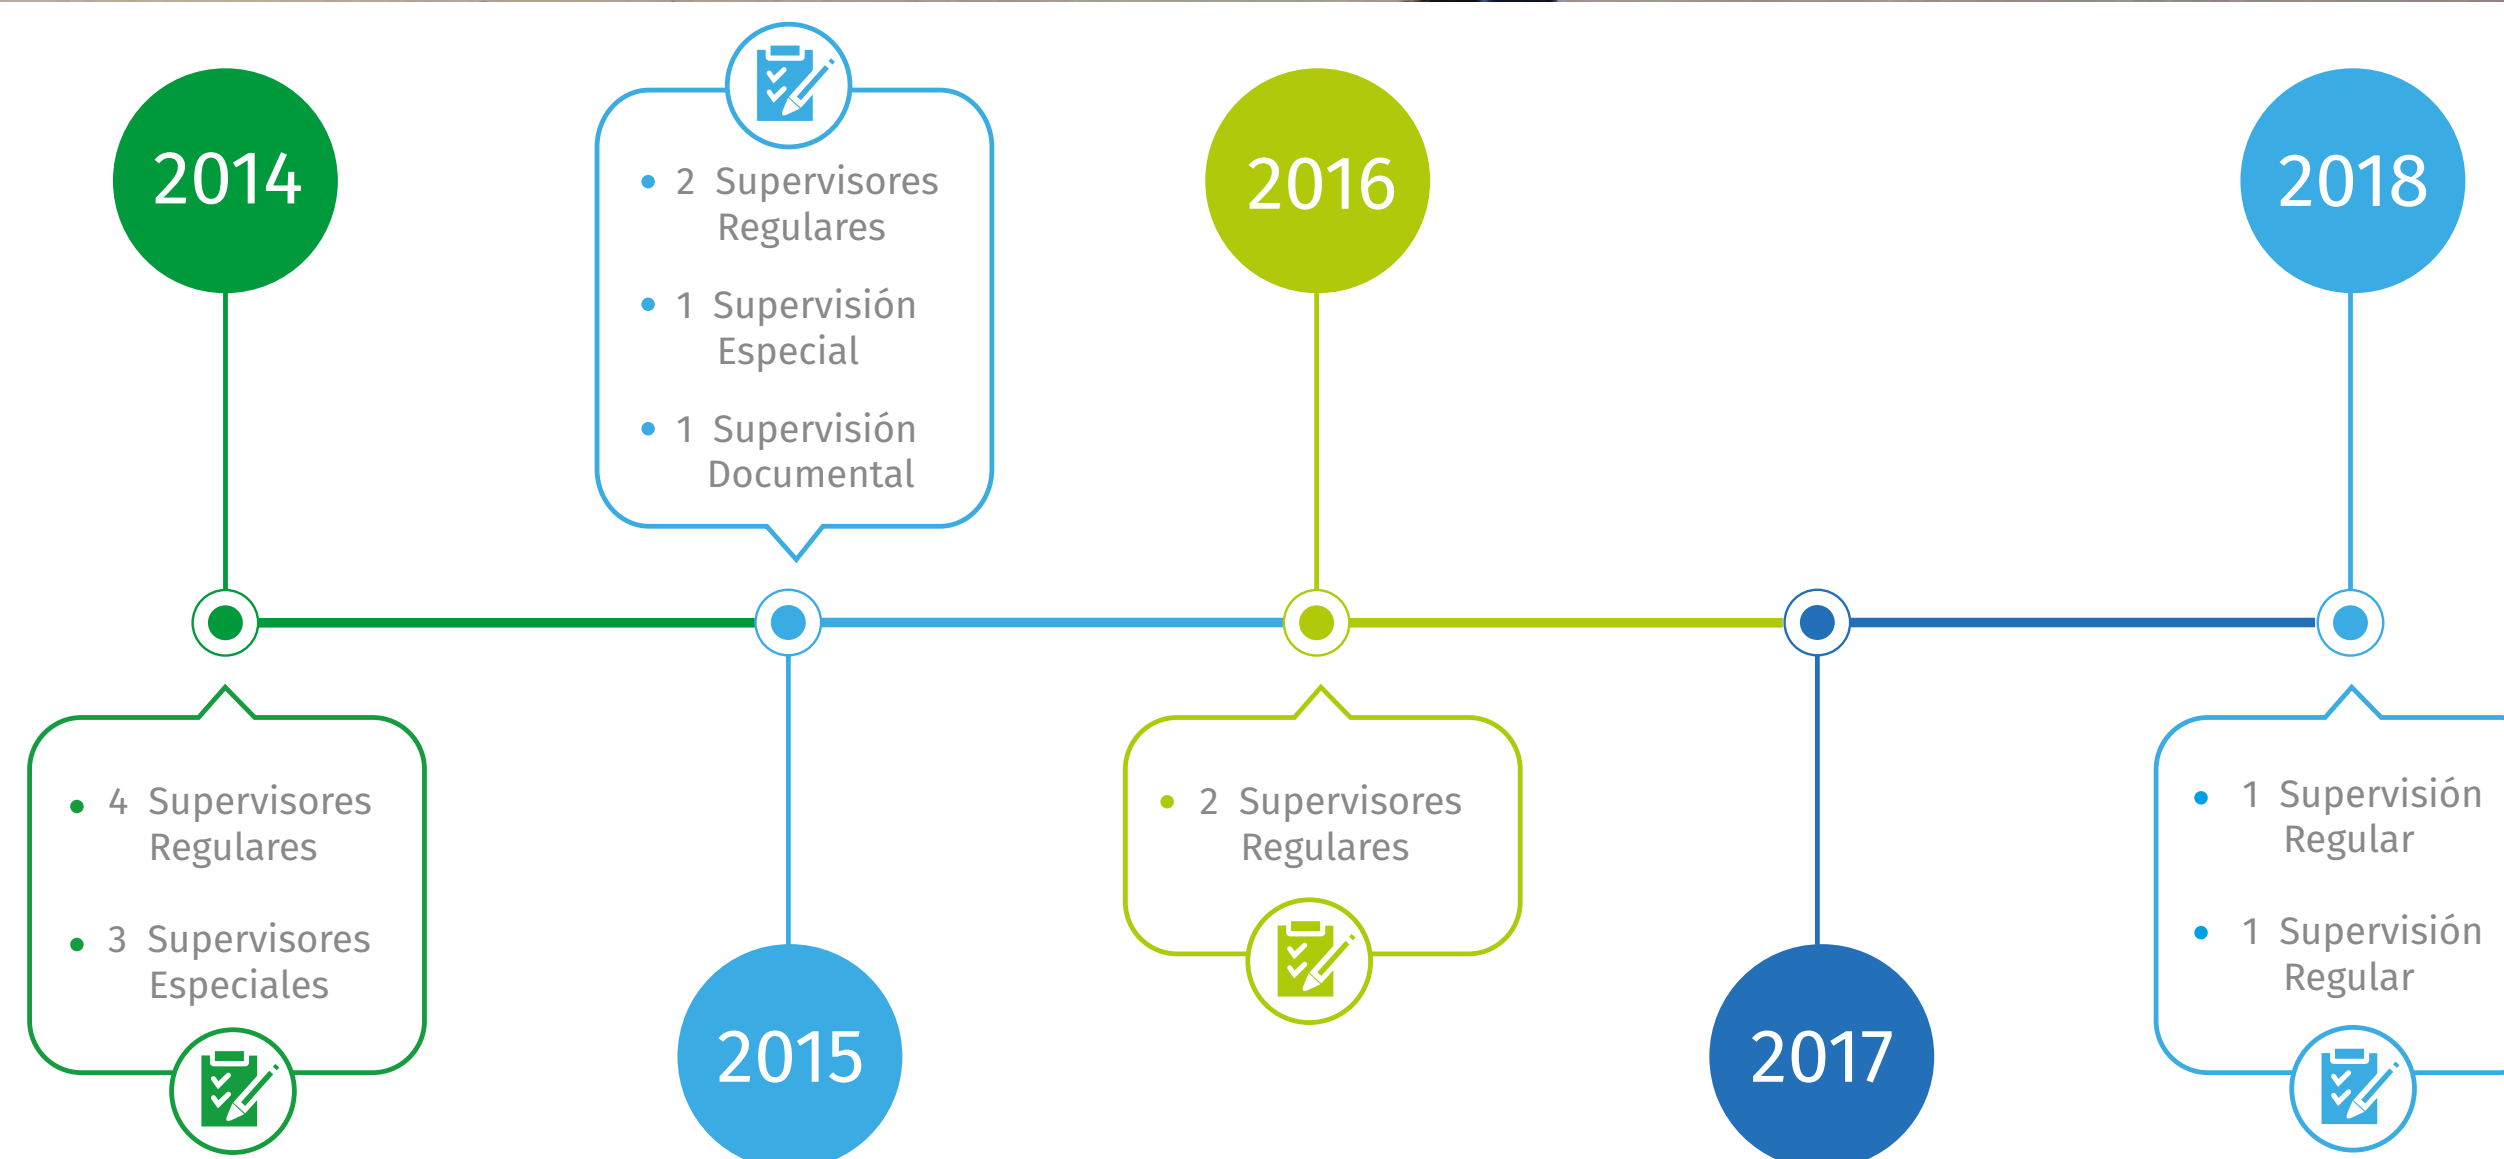 2014
4 Supervisores
Regulares
3 Supervisores
Especiales
2 Supervisores
Regulares
1 Supervisión
Especial
1 Supervisión
Documental
2015
2016
2 Supervisores
Regulares
2017
2018
1 Supervisión
Regular
1 Supervisión
Regular